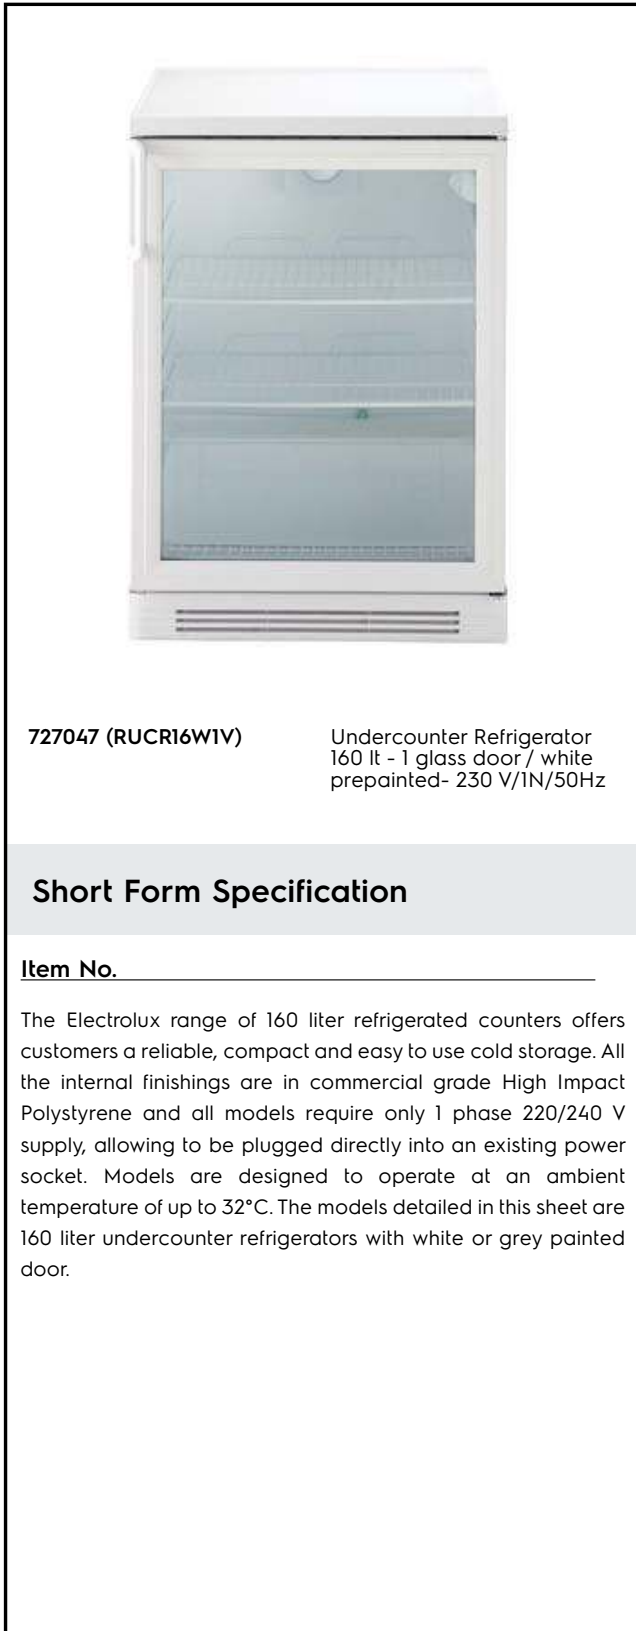 727047 (RUCR16W1V)
Undercounter Refrigerator
160 lt - 1 glass door / white
prepainted- 230 V/1N/50Hz
Short Form Specification
Item No.
The Electrolux range of 160 liter refrigerated counters offers
customers a reliable, compact and easy to use cold storage. All
the internal finishings are in commercial grade High Impact
Polystyrene and all models require only 1 phase 220/240 V
supply, allowing to be plugged directly into an existing power
socket. Models are designed to operate at an ambient
temperature of up to 32°C. The models detailed in this sheet are
160 liter undercounter refrigerators with white or grey painted
door.